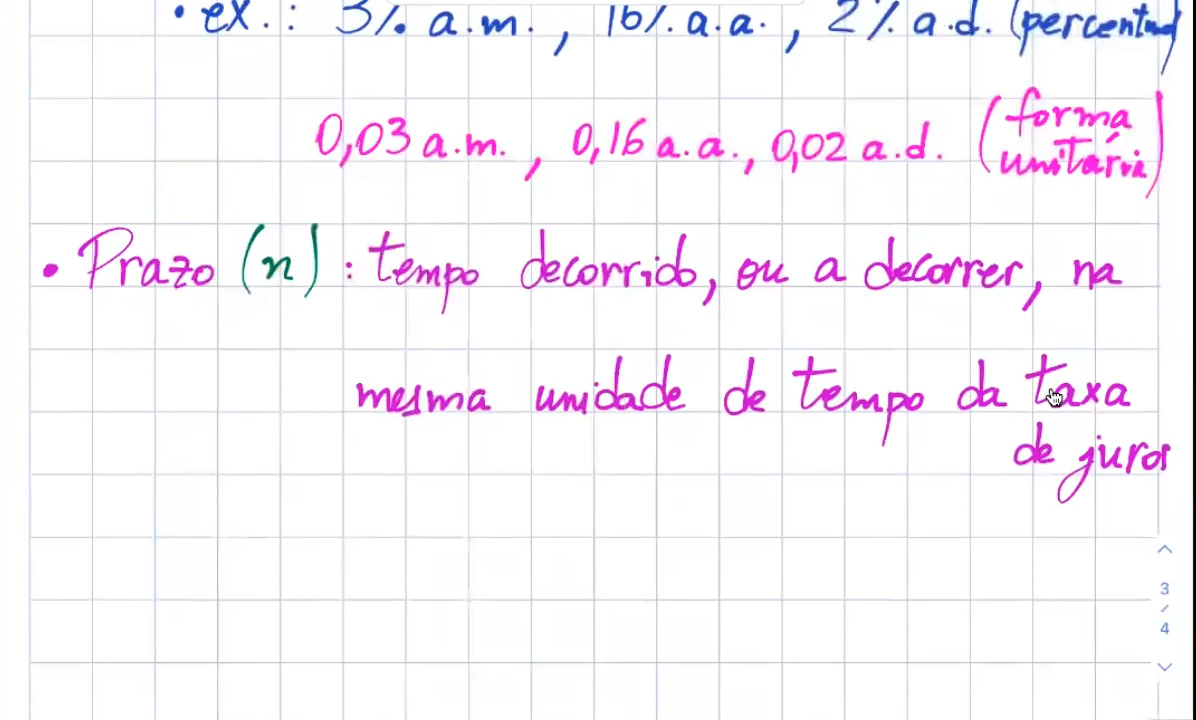 • ex.: 3% a.m., 16% a.a., 2% a.d. (percentual
0,03 a.m., 0,16 a.a., 0,02 a.d. (forma unitária)
• Prazo (n): tempo decorrido, ou a decorrer, na
mesma unidade de tempo da taxa
de juros
3
/
4